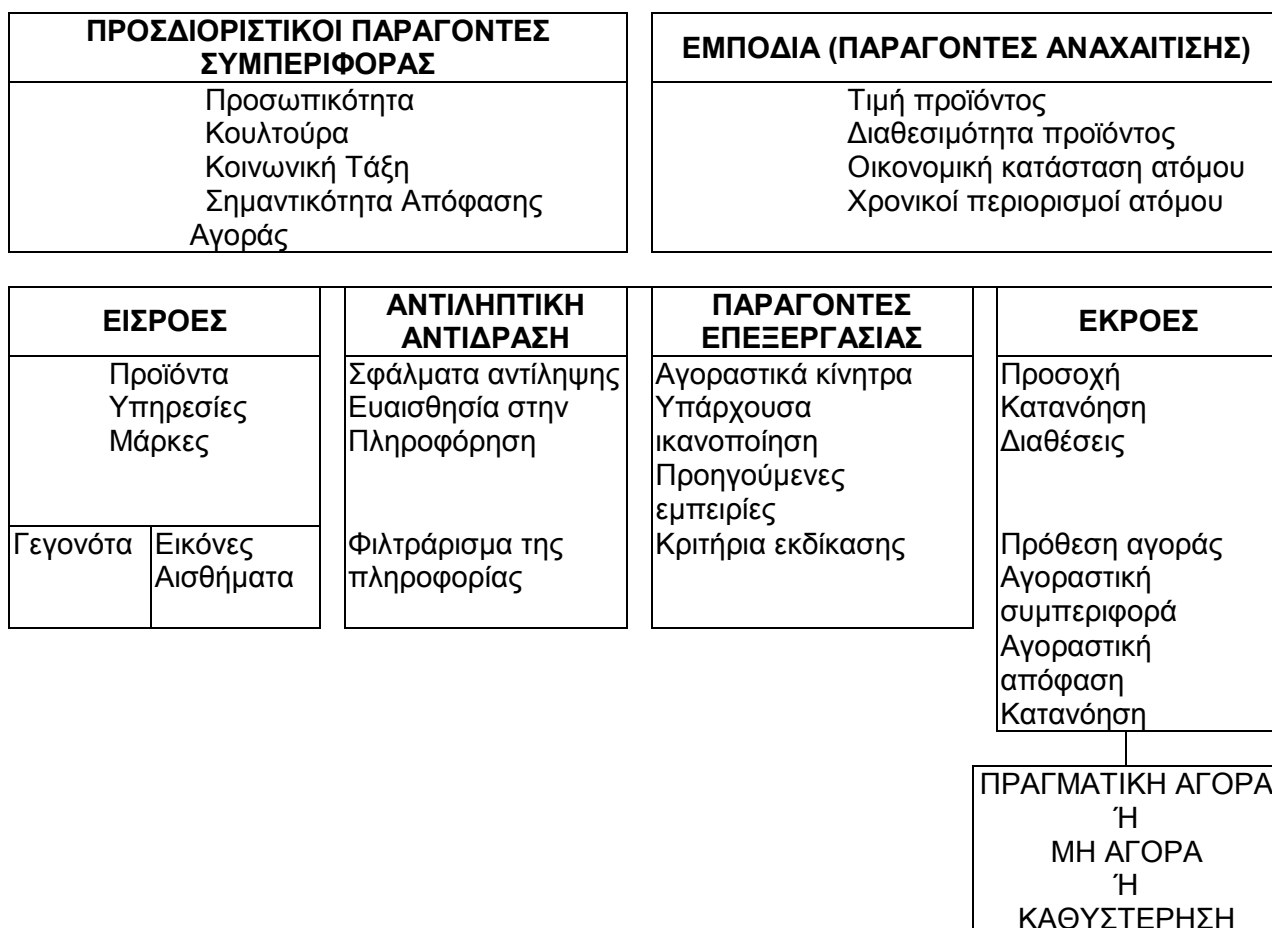 ΠΡΟΣΔΙΟΡΙΣΤΙΚΟΙ ΠΑΡΑΓΟΝΤΕΣ
ΣΥΜΠΕΡΙΦΟΡΑΣ
Προσωπικότητα
Κουλτούρα
Κοινωνική Τάξη
Σημαντικότητα Απόφασης
Αγοράς
ΕΜΠΟΔΙΑ (ΠΑΡΑΓΟΝΤΕΣ ΑΝΑΧΑΙΤΙΣΗΣ)
Τιμή προϊόντος
Διαθεσιμότητα προϊόντος
Οικονομική κατάσταση ατόμου
Χρονικοί περιορισμοί ατόμου
ΕΙΣΡΟΕΣ
Προϊόντα
Υπηρεσίες
Μάρκες
Γεγονότα
Εικόνες
Αισθήματα
ΑΝΤΙΛΗΠΤΙΚΗ
ΑΝΤΙΔΡΑΣΗ
Σφάλματα αντίληψης
Ευαισθησία στην
Πληροφόρηση
Φιλτράρισμα της
πληροφορίας
ΠΑΡΑΓΟΝΤΕΣ
ΕΠΕΞΕΡΓΑΣΙΑΣ
Αγοραστικά κίνητρα
Υπάρχουσα
ικανοποίηση
Προηγούμενες
εμπειρίες
Κριτήρια εκδίκασης
ΕΚΡΟΕΣ
Προσοχή
Κατανόηση
Διαθέσεις
Πρόθεση αγοράς
Αγοραστική
συμπεριφορά
Αγοραστική
απόφαση
Κατανόηση
ΠΡΑΓΜΑΤΙΚΗ ΑΓΟΡΑ
Ή
ΜΗ ΑΓΟΡΑ
Ή
ΚΑΘΥΣΤΕΡΗΣΗ